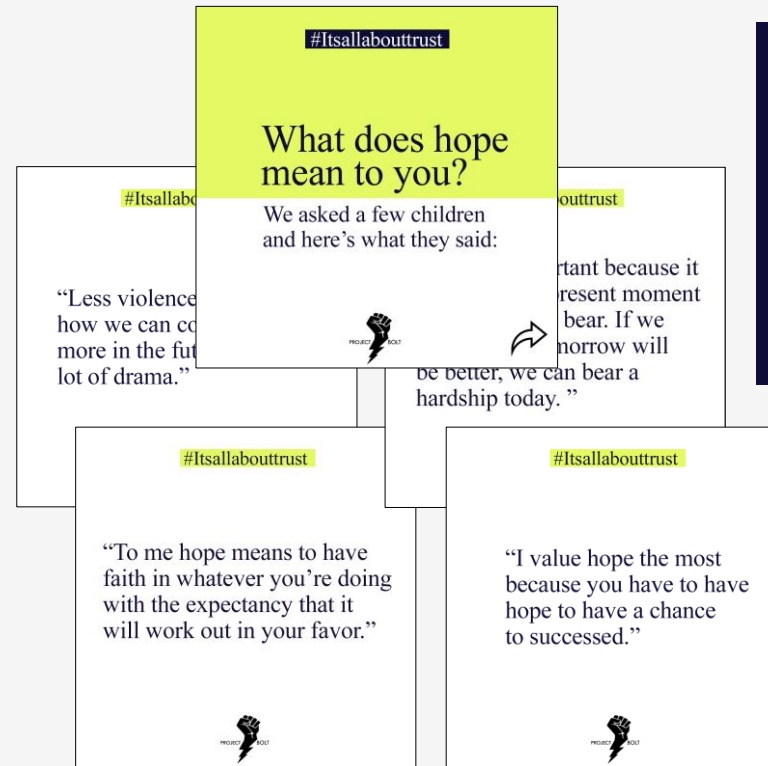 #Itsallabouttrust
What does hope
mean to you?
We asked a few children
and here’s what they said:
PROJECT BOLT
#Itsallabo
“Less violence
how we can co
more in the fut
lot of drama.”
outtrust
rtant because it
resent moment
bear. If we
morrow will
be better, we can bear a
hardship today. ”
#Itsallabouttrust
“To me hope means to have
faith in whatever you’re doing
with the expectancy that it
will work out in your favor.”
PROJECT BOLT
#Itsallabouttrust
“I value hope the most
because you have to have
hope to have a chance
to successed.”
PROJECT BOLT